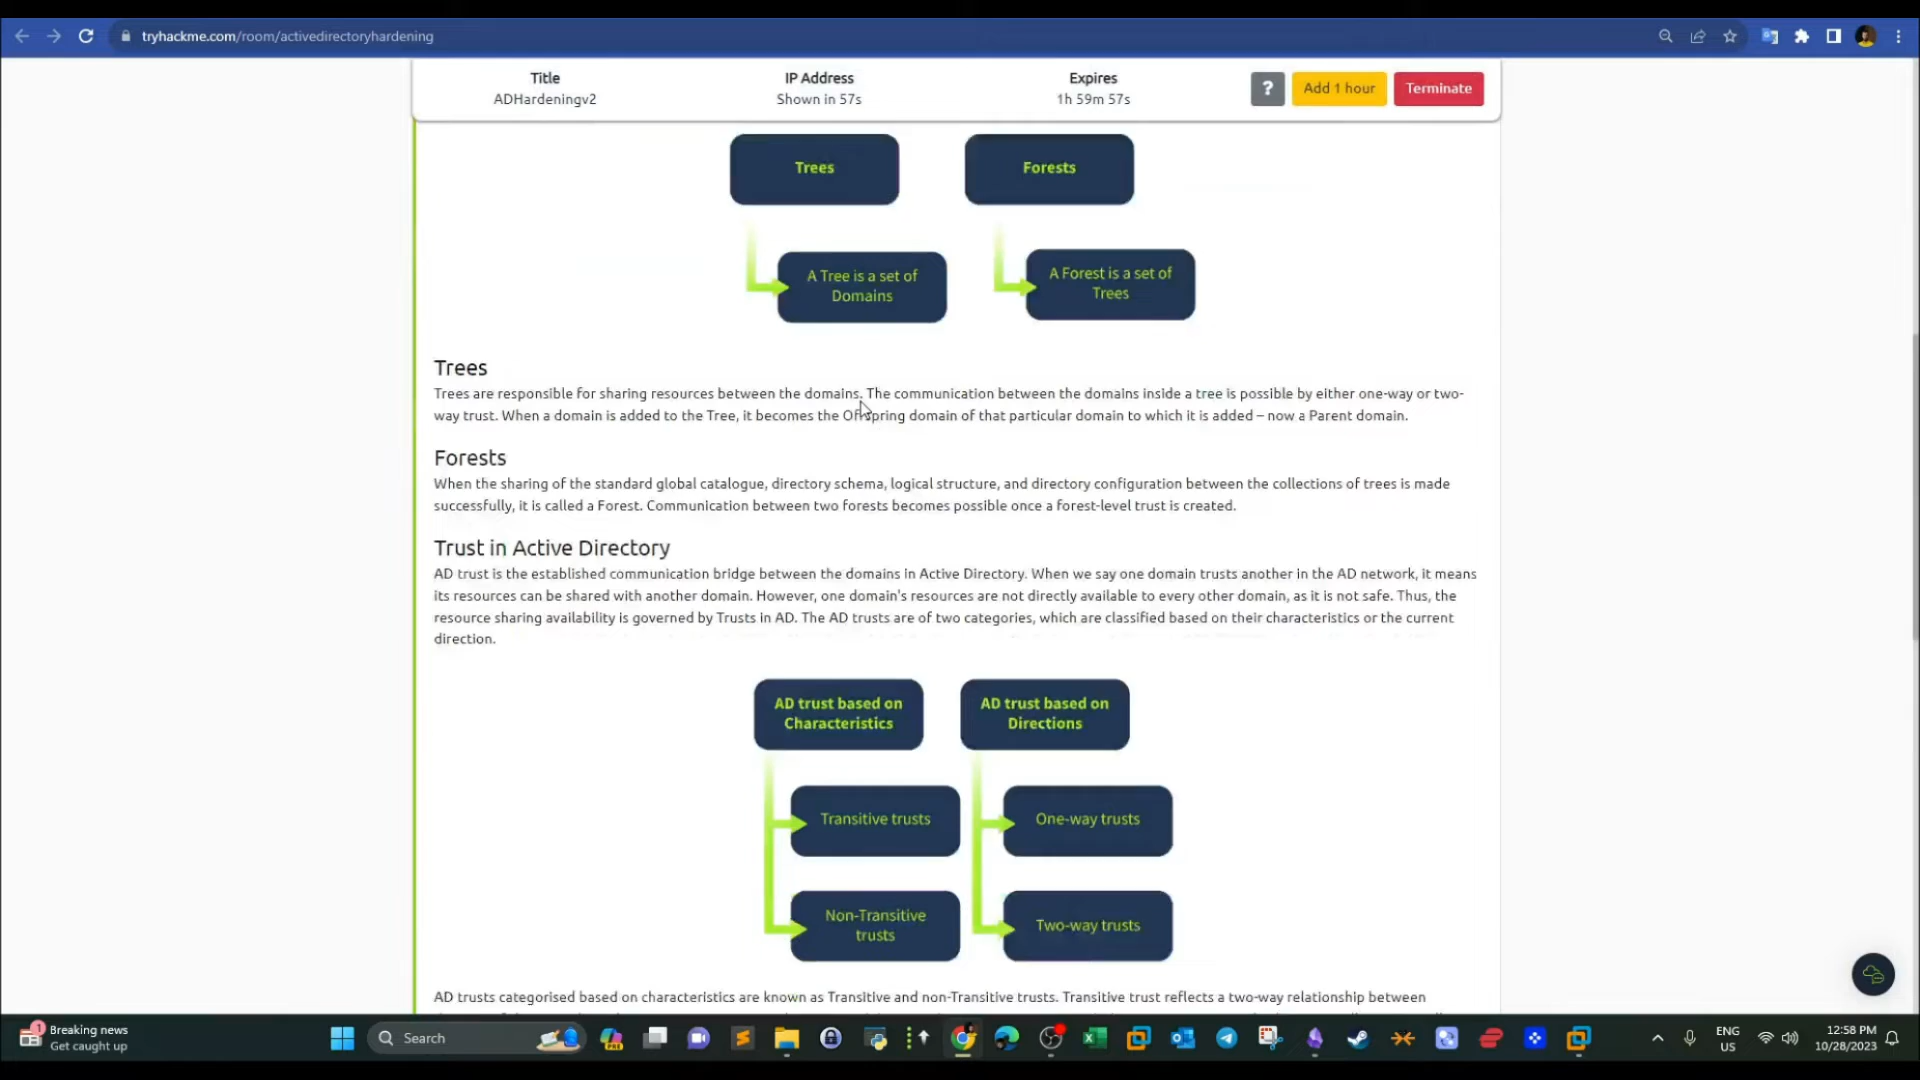 tryhackme.com/room/activedirectoryhardening
Title
ADHardeningv2
IP Address
Shown in 57s
Expires
1h 59m 57s
?
Add 1 hour
Terminate
Trees
Forests
A Tree is a set of
Domains
A Forest is a set of
Trees
Trees
Trees are responsible for sharing resources between the domains. The communication between the domains inside a tree is possible by either one-way or two-
way trust. When a domain is added to the Tree, it becomes the Offspring domain of that particular domain to which it is added – now a Parent domain.
Forests
When the sharing of the standard global catalogue, directory schema, logical structure, and directory configuration between the collections of trees is made
successfully, it is called a Forest. Communication between two forests becomes possible once a forest-level trust is created.
Trust in Active Directory
AD trust is the established communication bridge between the domains in Active Directory. When we say one domain trusts another in the AD network, it means
its resources can be shared with another domain. However, one domain's resources are not directly available to every other domain, as it is not safe. Thus, the
resource sharing availability is governed by Trusts in AD. The AD trusts are of two categories, which are classified based on their characteristics or the current
direction.
AD trust based on
Characteristics
AD trust based on
Directions
Transitive trusts
One-way trusts
Non-Transitive
trusts
Two-way trusts
AD trusts categorised based on characteristics are known as Transitive and non-Transitive trusts. Transitive trust reflects a two-way relationship between
1
Breaking news
Get caught up
Search
PRE
ENG
US
12:58 PM
10/28/2023